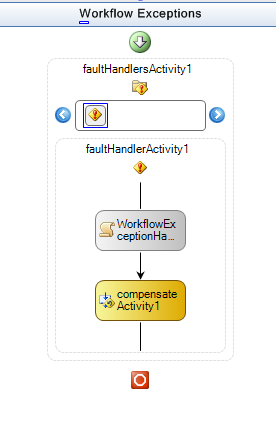 Workflow Exceptions
faultHandlersActivity1
faultHandlerActivity1
WorkflowEx
ceptionHa...
compensate
Activity1